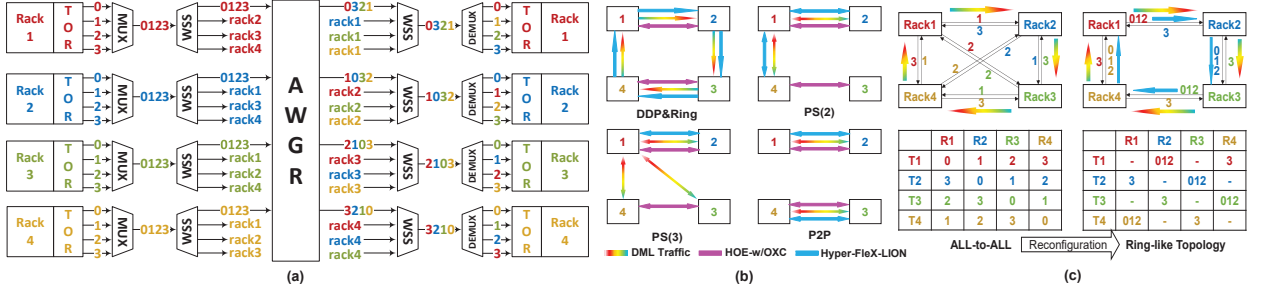 Rack 1
T O R
0
1
2
3
MUX
0123
WSS
0123
rack2
rack3
rack4
Rack 2
T O R
0
1
2
3
MUX
0123
WSS
0123
rack1
rack3
rack4
Rack 3
T O R
0
1
2
3
MUX
0123
WSS
0123
rack1
rack2
rack4
Rack 4
T O R
0
1
2
3
MUX
0123
WSS
0123
rack1
rack2
rack3
A W G R
0321
rack1
rack1
rack1
WSS
0321
DEMUX
0
1
2
3
T O R
Rack 1
1032
rack2
rack2
rack2
WSS
1032
DEMUX
0
1
2
3
T O R
Rack 2
2103
rack3
rack3
rack3
WSS
2103
DEMUX
0
1
2
3
T O R
Rack 3
3210
rack4
rack4
rack4
WSS
3210
DEMUX
0
1
2
3
T O R
Rack 4
(a)
1
2
4
3
DDP&Ring
1
2
4
3
PS(2)
1
2
4
3
PS(3)
1
2
4
3
P2P
DML Traffic
HOE-w/OXC
Hyper-FleX-LION
(b)
Rack1
1
3
Rack2
3
1
2
2
2
2
1
3
Rack4
1
3
Rack3
Rack1
012
3
Rack2
3
012
012
3
Rack4
012
3
Rack3
R1 R2 R3 R4
T1 0 1 2 3
T2 3 0 1 2
T3 2 3 0 1
T4 1 2 3 0
R1 R2 R3 R4
T1 - 012 - 3
T2 3 - 012 -
T3 - 3 - 012
T4 012 - 3 -
ALL-to-ALL
Reconfiguration
Ring-like Topology
(c)